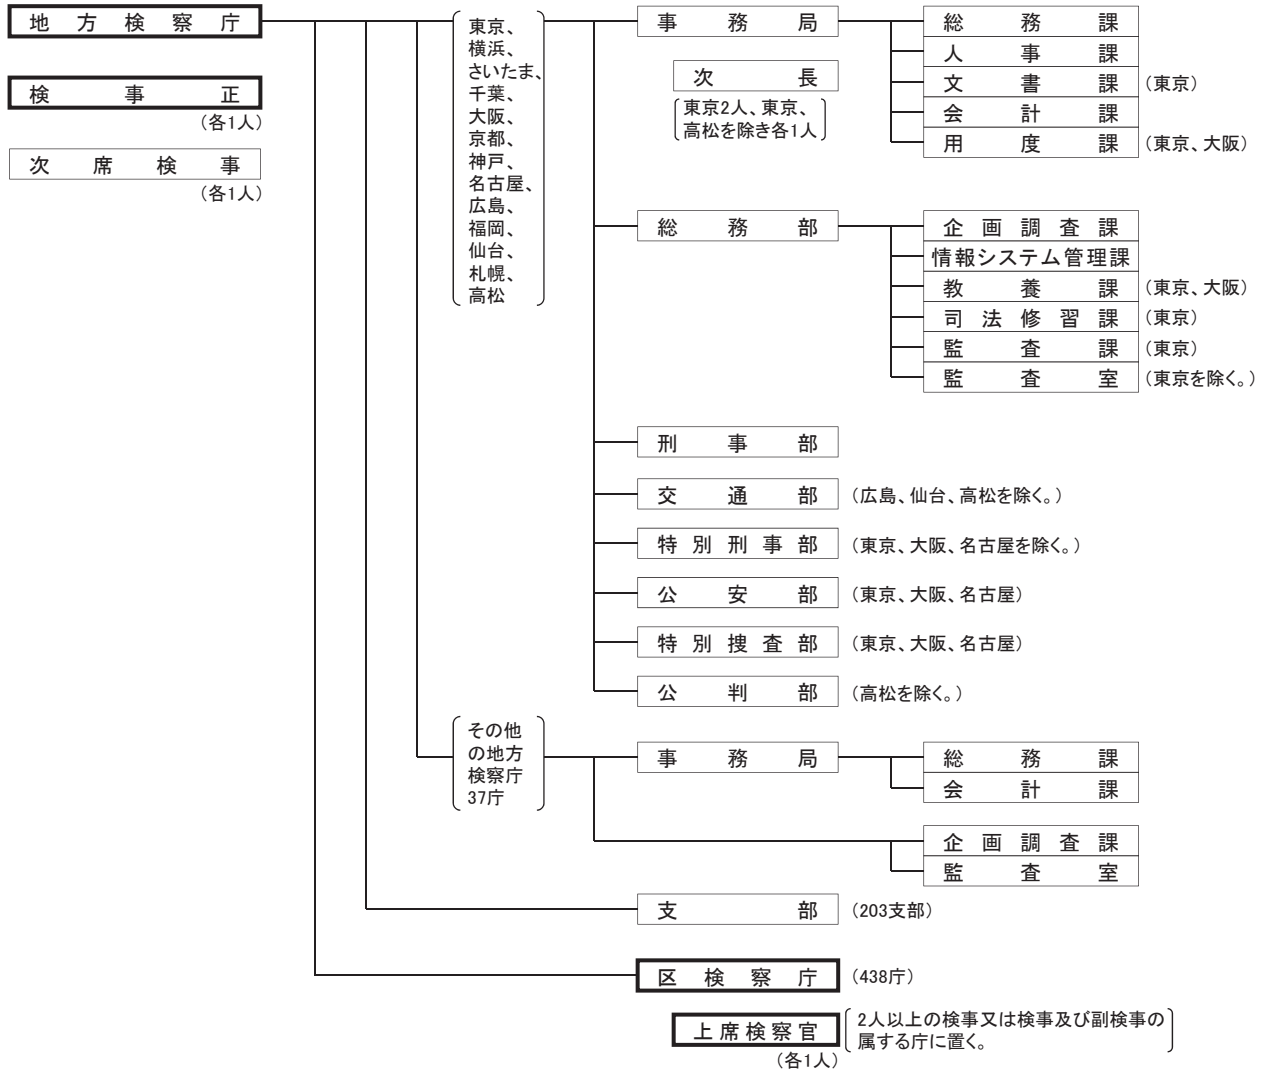 地方検察庁
検事正
（各1人）
次席検事
（各1人）
東京、
横浜、
さいたま、
千葉、
大阪、
京都、
神戸、
名古屋、
広島、
福岡、
仙台、
札幌、
高松
事務局
次長
東京2人、東京、
高松を除き各1人
総務課
人事課
文書課（東京）
会計課
用度課（東京、大阪）
総務部
企画調査課
情報システム管理課
教養課（東京、大阪）
司法修習課（東京）
監査課（東京）
監査室（東京を除く。）
刑事部
交通部（広島、仙台、高松を除く。）
特別刑事部（東京、大阪、名古屋を除く。）
公安部（東京、大阪、名古屋）
特別捜査部（東京、大阪、名古屋）
公判部（高松を除く。）
その他
の地方
検察庁
37庁
事務局
総務課
会計課
企画調査課
監査室
支部（203支部）
区検察庁（438庁）
上席検察官
（各1人）
2人以上の検事又は検事及び副検事の
属する庁に置く。